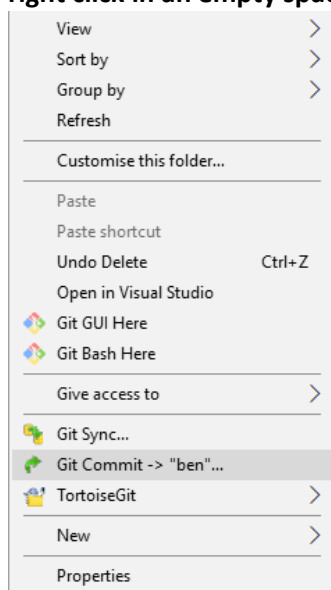 right click in an empty spa
View
Sort by
Group by
Refresh
Customise this folder...
Paste
Paste shortcut
Undo Delete Ctrl+Z
Open in Visual Studio
Git GUI Here
Git Bash Here
Give access to
Git Sync...
Git Commit -> "ben"...
TortoiseGit
New
Properties